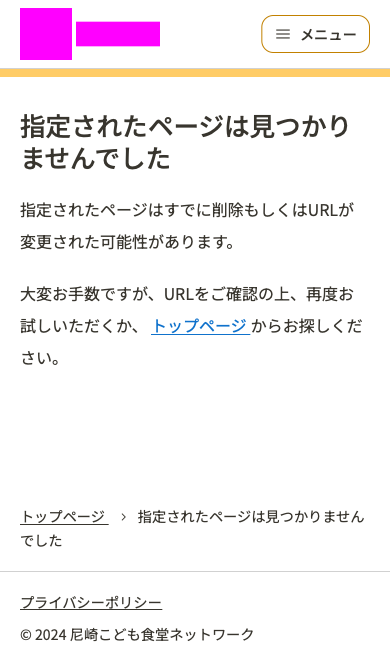 メニュー
指定されたページは見つかり
ませんでした
指定されたページはすでに削除もしくはURLが
変更された可能性があります。
大変お手数ですが、URLをご確認の上、再度お
試しいただくか、 トップページ からお探しくだ
さい。
トップページ > 指定されたページは見つかりません
でした
プライバシーポリシー
© 2024 尼崎こども食堂ネットワーク